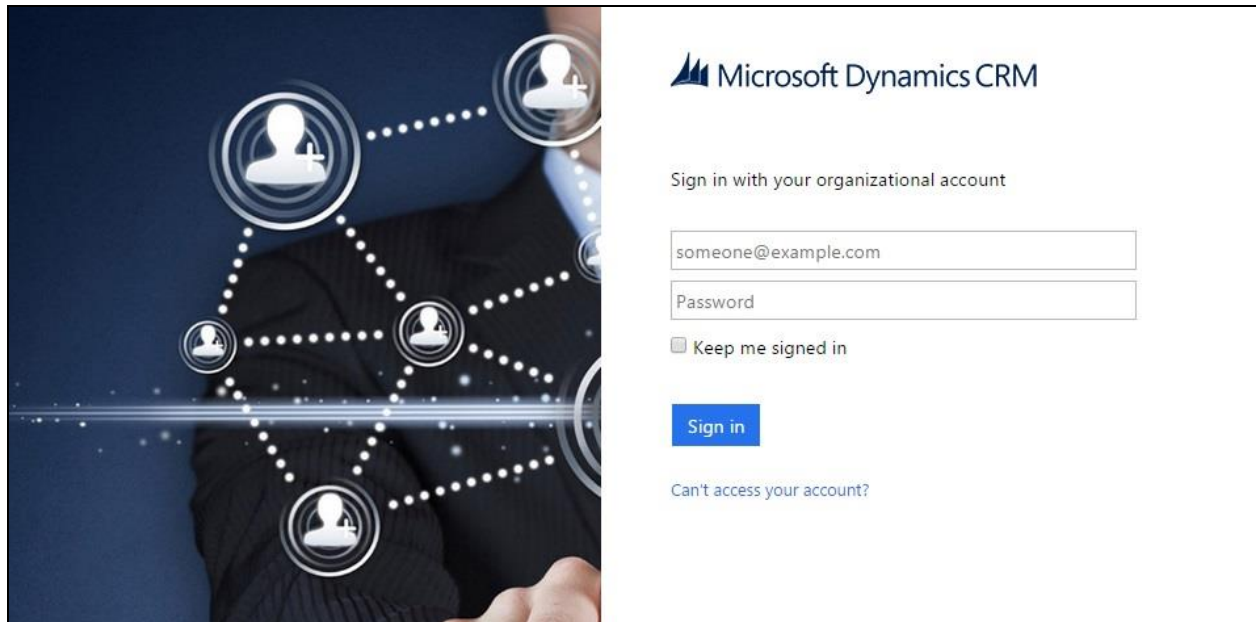 Microsoft Dynamics CRM
Sign in with your organizational account
someone@example.com
Password
Keep me signed in
Sign in
Can't access your account?